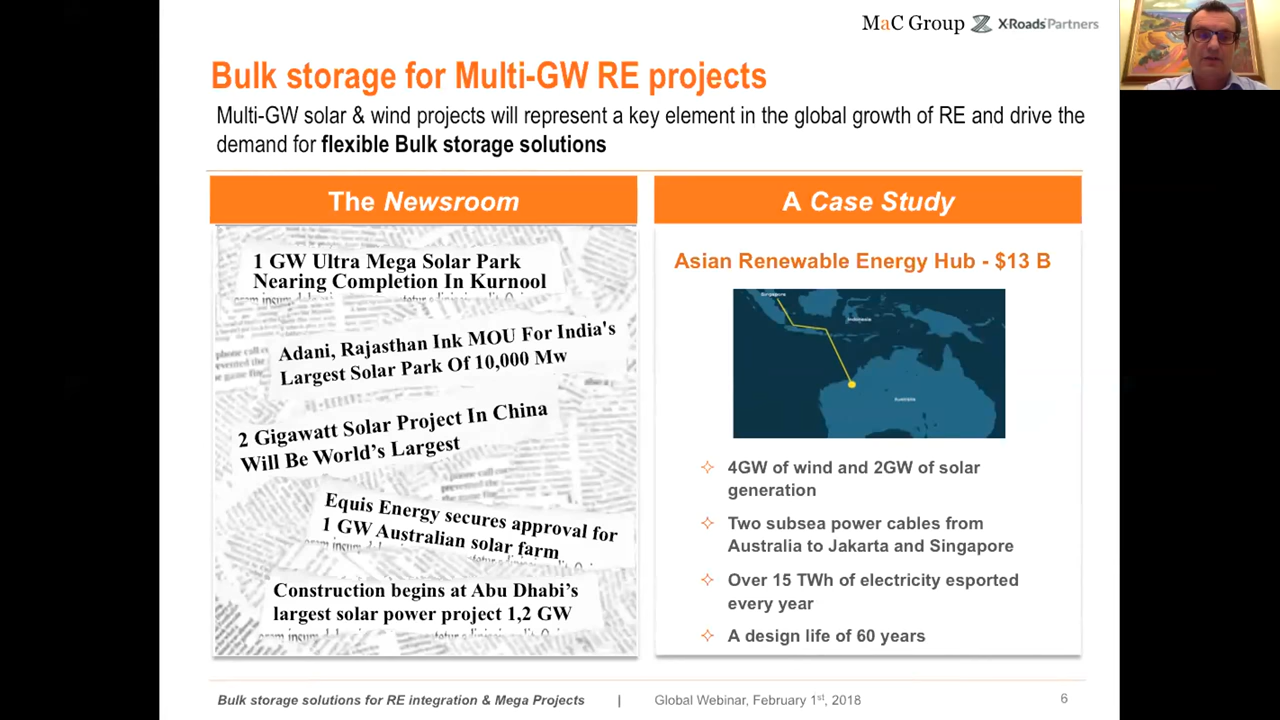 MaC Group XRoads Partners
Bulk storage for Multi-GW RE projects
Multi-GW solar & wind projects will represent a key element in the global growth of RE and drive the
demand for flexible Bulk storage solutions
The Newsroom
1 GW Ultra Mega Solar Park
Nearing Completion In Kurnool
Adani, Rajasthan Ink MOU For India's
Largest Solar Park Of 10,000 Mw
2 Gigawatt Solar Project In China
Will Be World's Largest
Equis Energy secures approval for
1 GW Australian solar farm
Construction begins at Abu Dhabi's
largest solar power project 1,2 GW
A Case Study
Asian Renewable Energy Hub - $13 B
Singapore
Indonesia
Australia
4GW of wind and 2GW of solar
generation
Two subsea power cables from
Australia to Jakarta and Singapore
Over 15 TWh of electricity esported
every year
A design life of 60 years
Bulk storage solutions for RE integration & Mega Projects | Global Webinar, February 1st, 2018 6